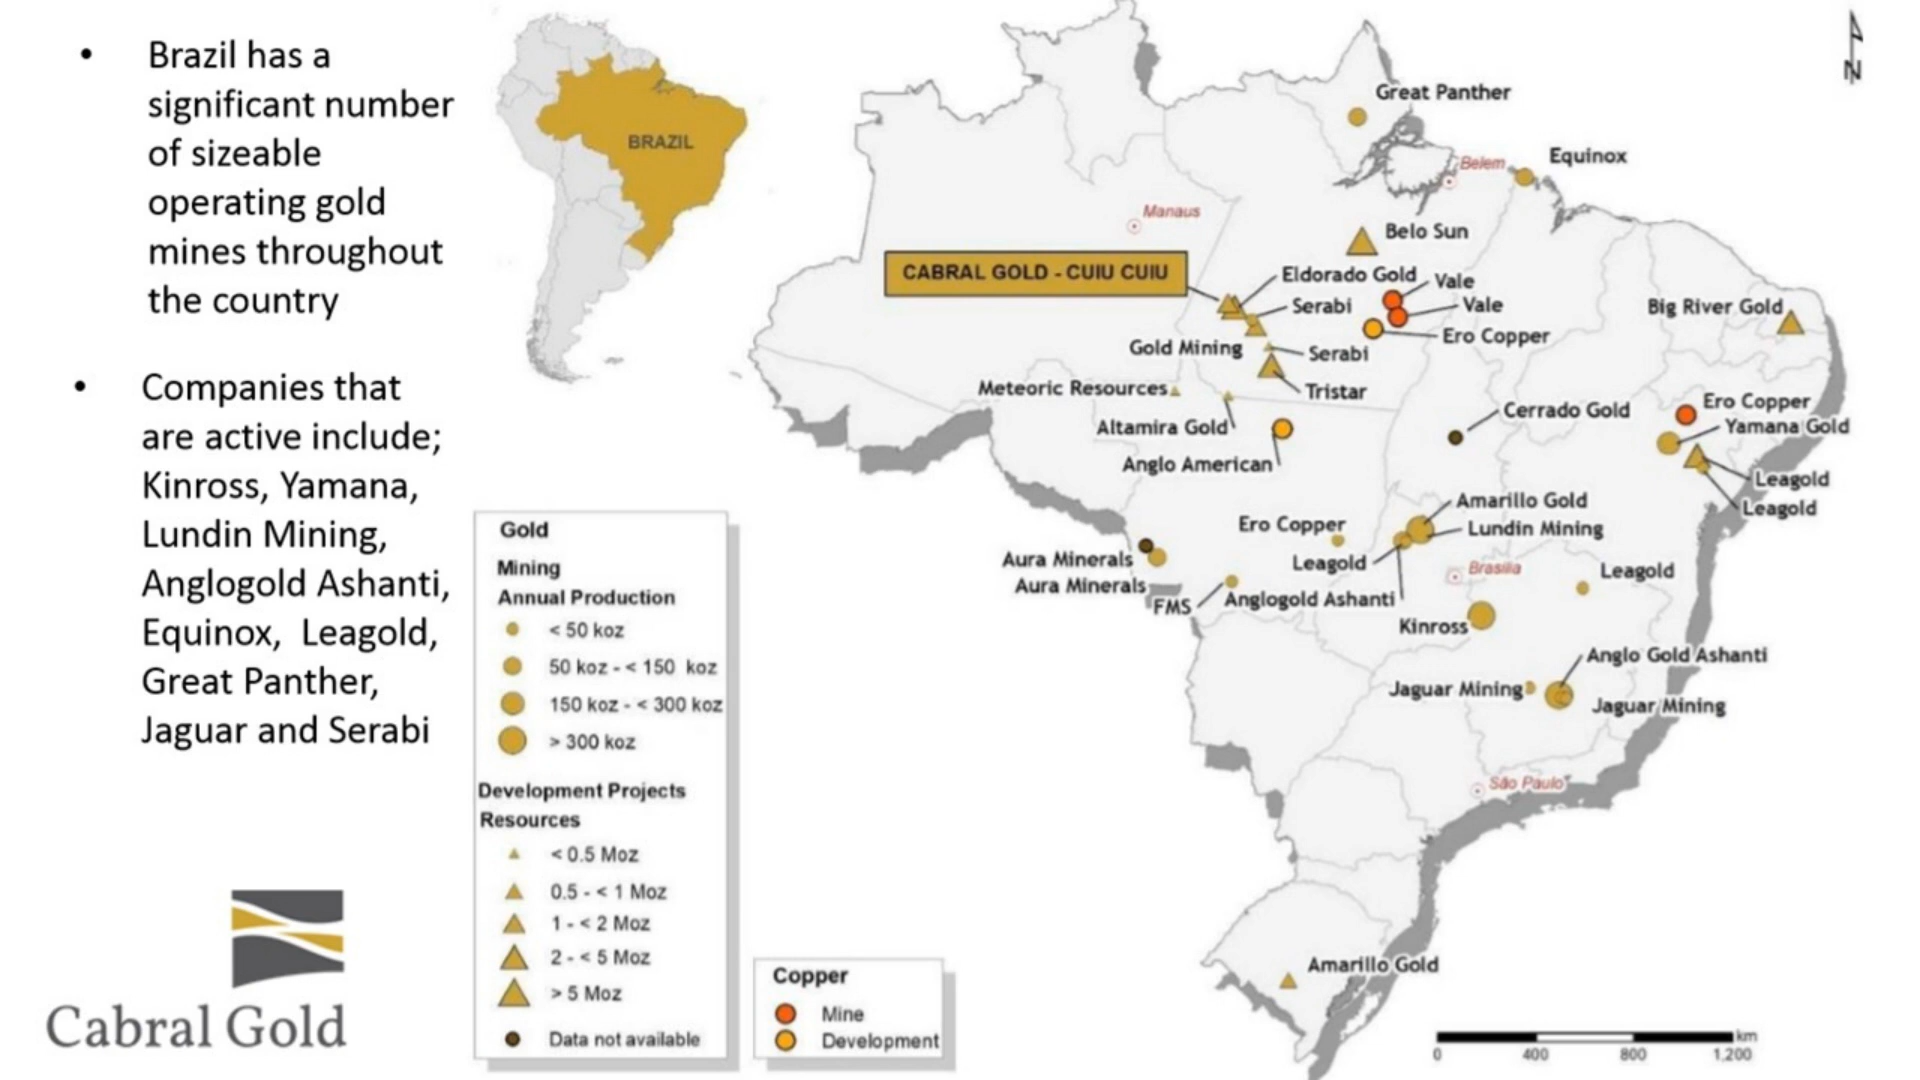 • Brazil has a
significant number
of sizeable
operating gold
mines throughout
the country
• Companies that
are active include;
Kinross, Yamana,
Lundin Mining,
Anglogold Ashanti,
Equinox, Leagold,
Great Panther,
Jaguar and Serabi
Cabral Gold
BRAZIL
N
Great Panther
Belem
Equinox
Manaus
Belo Sun
CABRAL GOLD - CUIU CUIU
Eldorado Gold
Vale
Serabi
Vale
Big River Gold
Ero Copper
Gold Mining
Serabi
Meteoric Resources
Tristar
Ero Copper
Cerrado Gold
Altamira Gold
Yamana Gold
Anglo American
Leagold
Amarillo Gold
Leagold
Ero Copper
Lundin Mining
Aura Minerals
Leagold
Brasilia
Leagold
Aura Minerals
FMS
Anglogold Ashanti
Kinross
Anglo Gold Ashanti
Jaguar Mining
Jaguar Mining
São Paulo
Amarillo Gold
Gold
Mining
Annual Production
< 50 koz
50 koz - < 150 koz
150 koz - < 300 koz
> 300 koz
Development Projects
Resources
< 0.5 Moz
0.5 - < 1 Moz
1 - < 2 Moz
2 - < 5 Moz
> 5 Moz
Data not available
Copper
Mine
Development
km
0 400 800 1,200